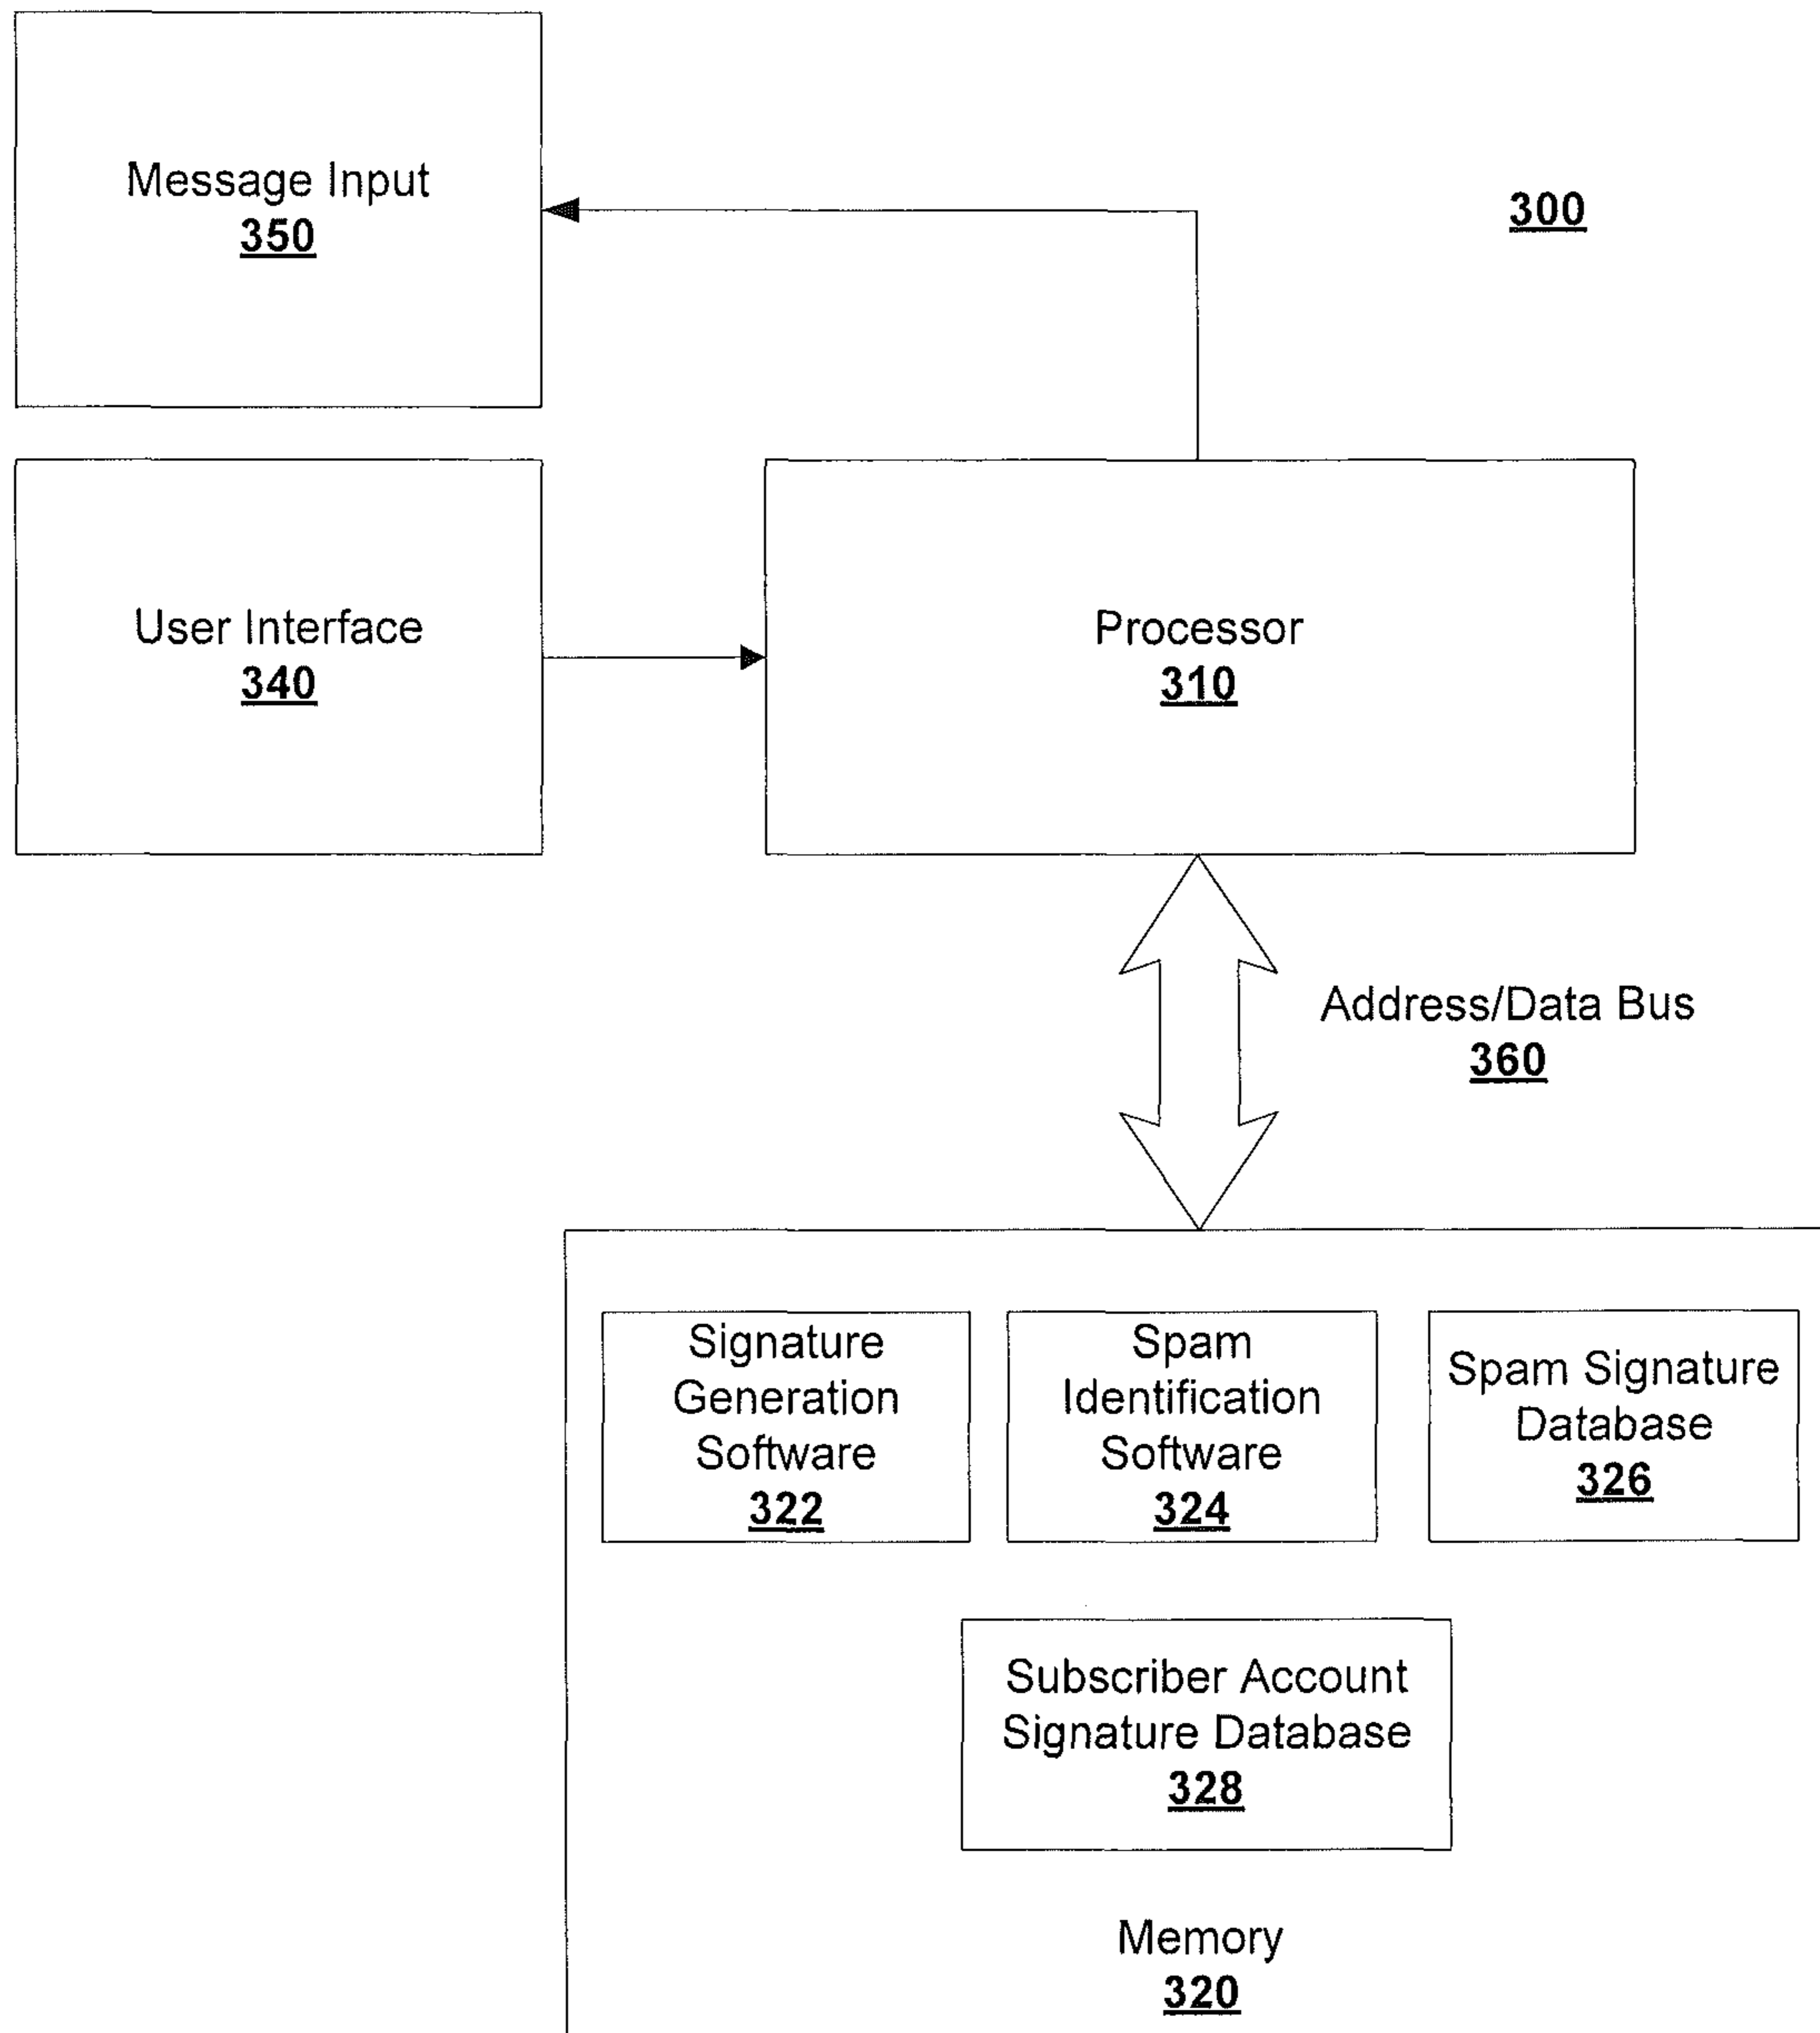 Message Input
350
300
User Interface
340
Processor
310
Address/Data Bus
360
Signature
Generation
Software
322
Spam
Identification
Software
324
Spam Signature
Database
326
Subscriber Account
Signature Database
328
Memory
320